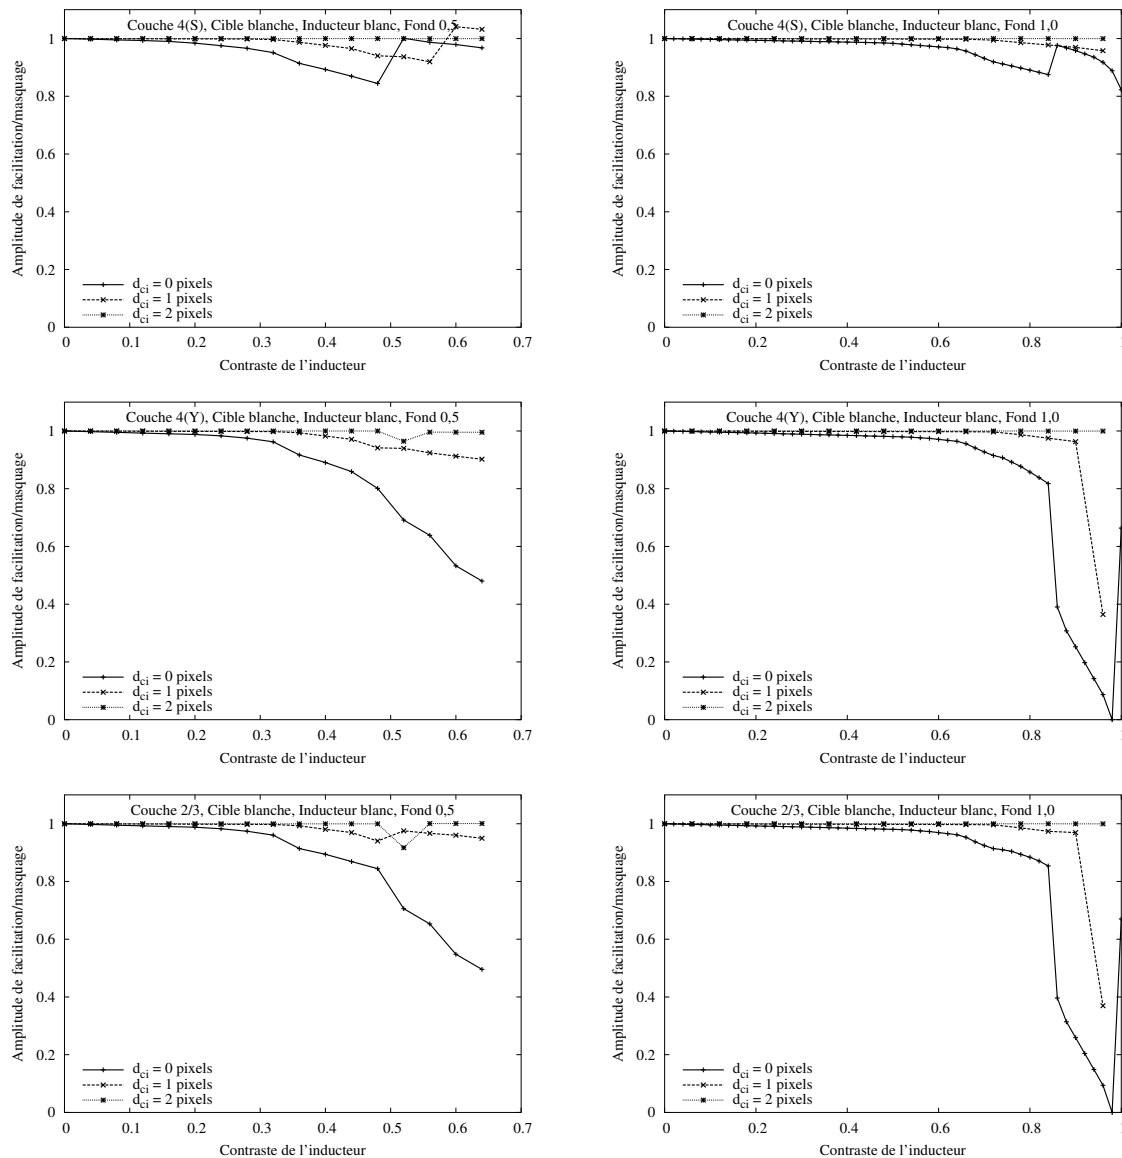 Couche 4(S), Cible blanche, Inducteur blanc, Fond 0,5
Amplitude de facilitation/masquage
1
0.8
0.6
0.4
0.2
0
d_ci = 0 pixels
d_ci = 1 pixels
d_ci = 2 pixels
0 0.1 0.2 0.3 0.4 0.5 0.6 0.7
Contraste de l'inducteur
Couche 4(S), Cible blanche, Inducteur blanc, Fond 1,0
Amplitude de facilitation/masquage
1
0.8
0.6
0.4
0.2
0
d_ci = 0 pixels
d_ci = 1 pixels
d_ci = 2 pixels
0 0.2 0.4 0.6 0.8 1
Contraste de l'inducteur
Couche 4(Y), Cible blanche, Inducteur blanc, Fond 0,5
Amplitude de facilitation/masquage
1
0.8
0.6
0.4
0.2
0
d_ci = 0 pixels
d_ci = 1 pixels
d_ci = 2 pixels
0 0.1 0.2 0.3 0.4 0.5 0.6 0.7
Contraste de l'inducteur
Couche 4(Y), Cible blanche, Inducteur blanc, Fond 1,0
Amplitude de facilitation/masquage
1
0.8
0.6
0.4
0.2
0
d_ci = 0 pixels
d_ci = 1 pixels
d_ci = 2 pixels
0 0.2 0.4 0.6 0.8 1
Contraste de l'inducteur
Couche 2/3, Cible blanche, Inducteur blanc, Fond 0,5
Amplitude de facilitation/masquage
1
0.8
0.6
0.4
0.2
0
d_ci = 0 pixels
d_ci = 1 pixels
d_ci = 2 pixels
0 0.1 0.2 0.3 0.4 0.5 0.6 0.7
Contraste de l'inducteur
Couche 2/3, Cible blanche, Inducteur blanc, Fond 1,0
Amplitude de facilitation/masquage
1
0.8
0.6
0.4
0.2
0
d_ci = 0 pixels
d_ci = 1 pixels
d_ci = 2 pixels
0 0.2 0.4 0.6 0.8 1
Contraste de l'inducteur